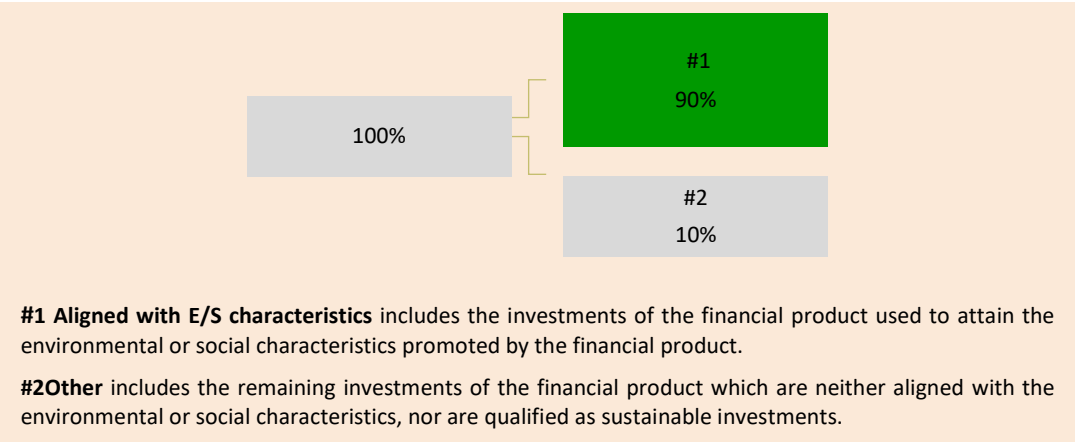 #1
90%
100%
#2
10%
#1 Aligned with E/S characteristics includes the investments of the financial product used to attain the
environmental or social characteristics promoted by the financial product.
#2Other includes the remaining investments of the financial product which are neither aligned with the
environmental or social characteristics, nor are qualified as sustainable investments.